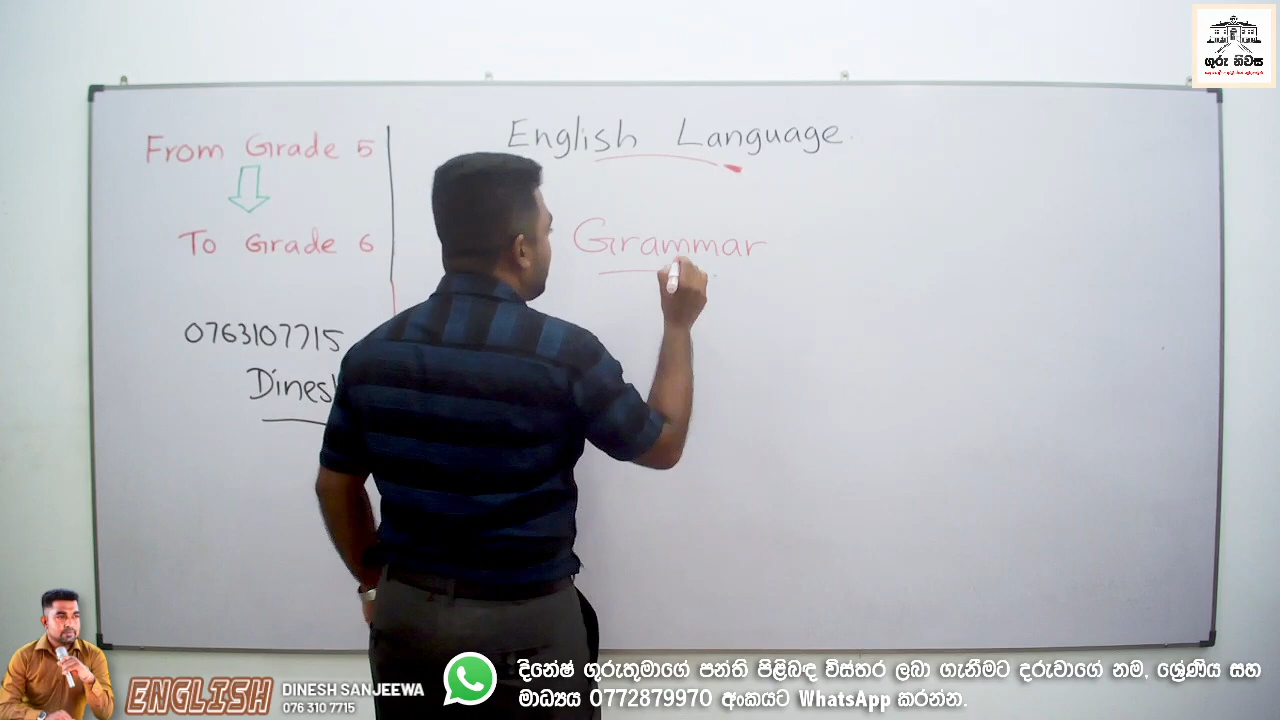 ගුරු නිවස
From Grade 5
To Grade 6
0763107715
Dines
English Language.
Grammar
ENGLISH
DINESH SANJEEWA
076 310 7715
දිනේෂ් ගුරුතුමාගේ පන්ති පිළිබඳ විස්තර ලබා ගැනීමට දරුවාගේ නම, ශ්‍රේණිය සහ
මාධ්‍යය 0772879970 අංකයට WhatsApp කරන්න.